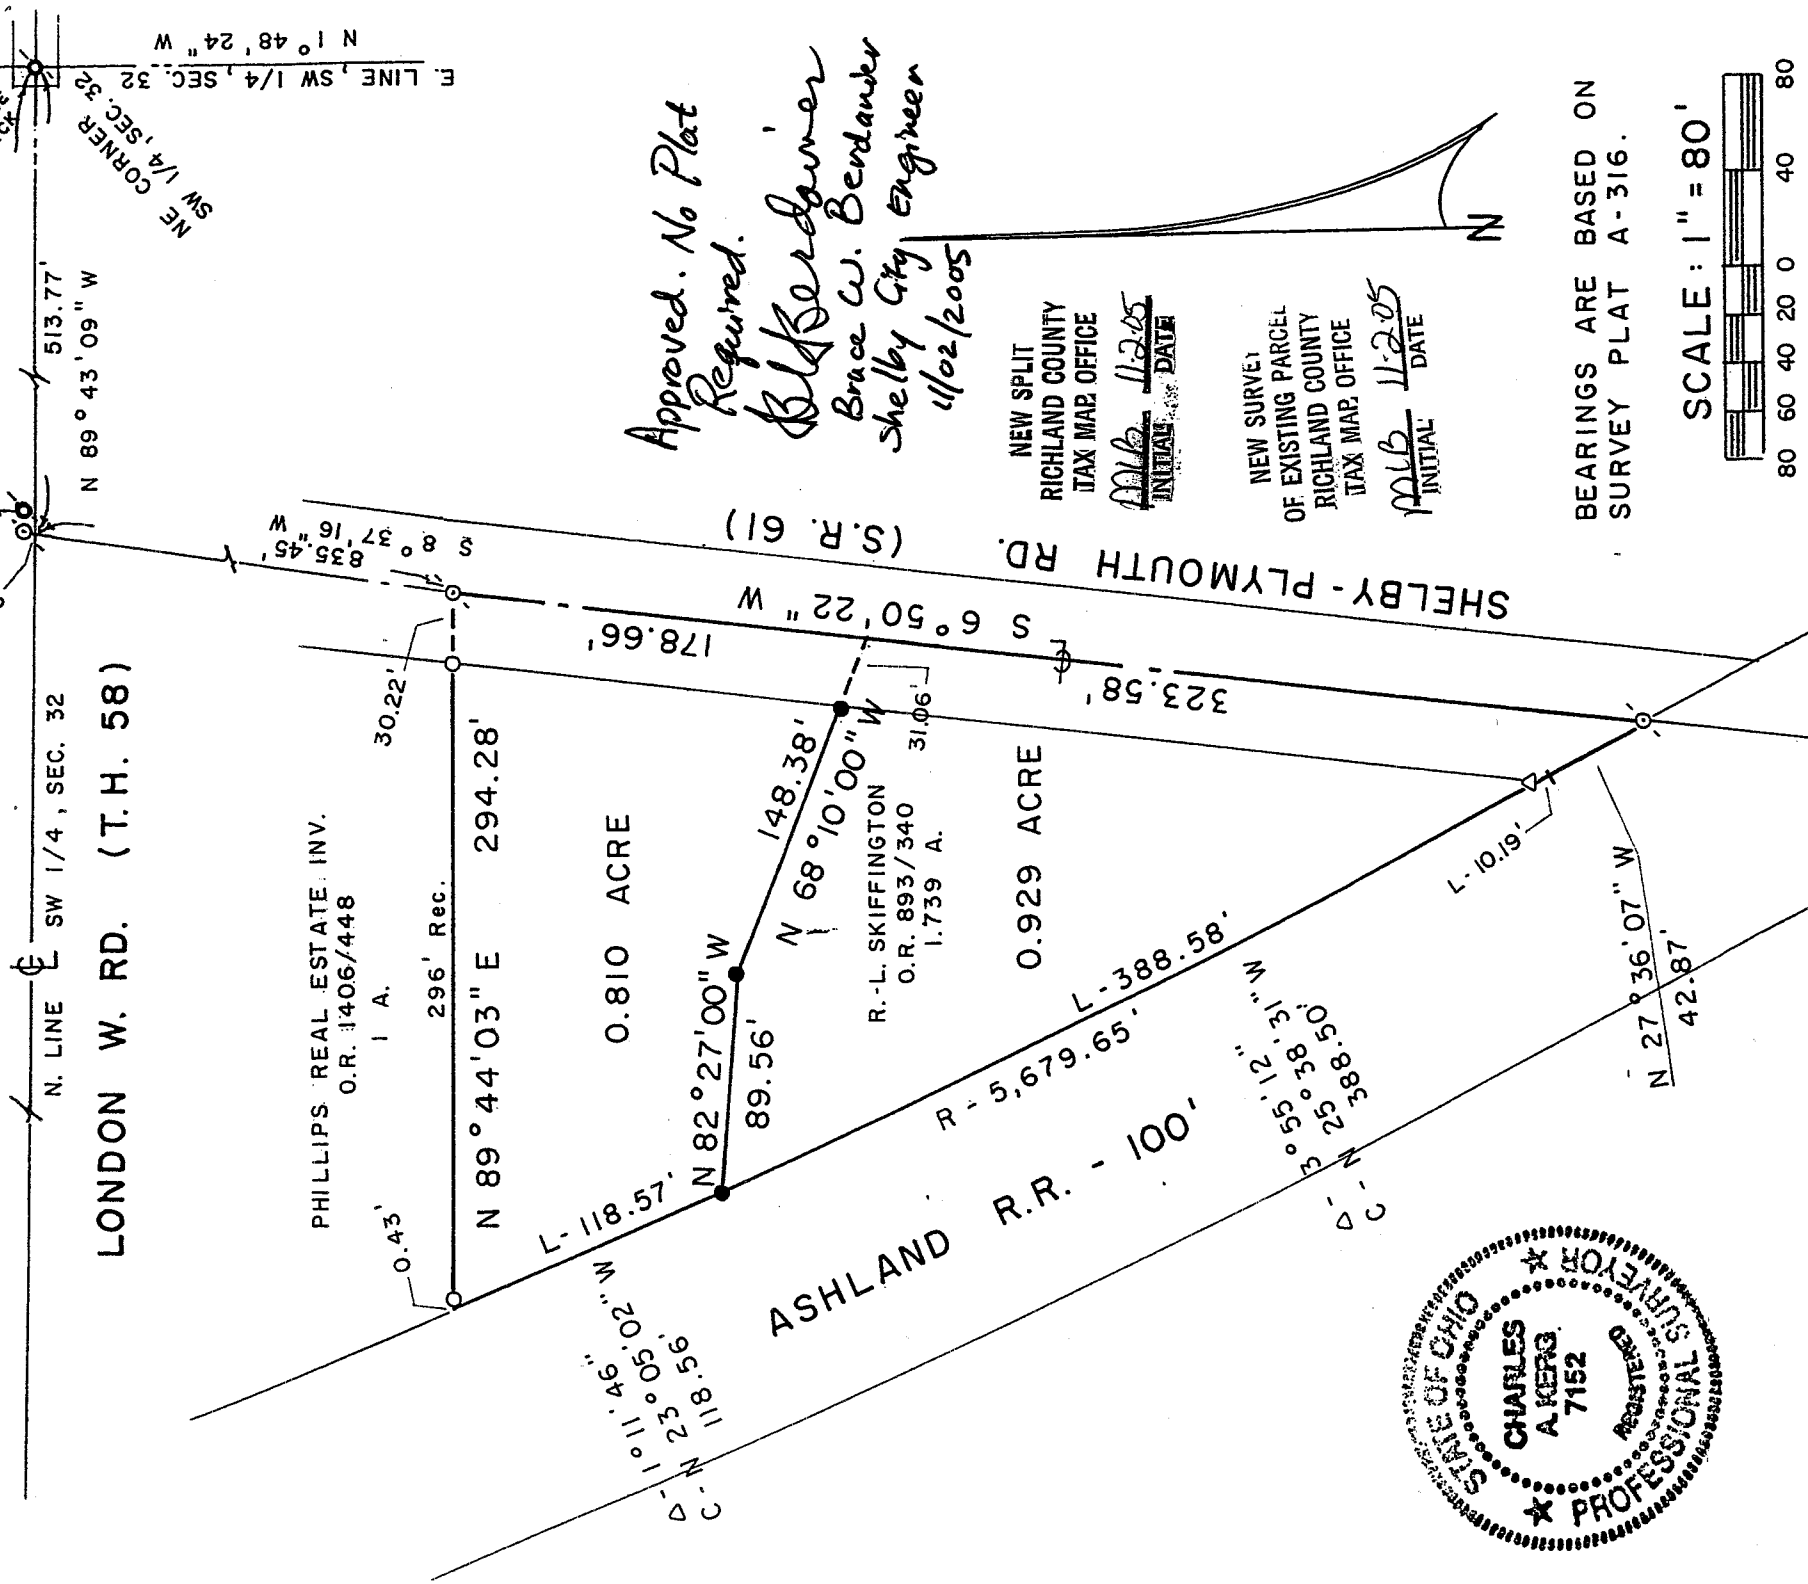 N 1° 48' 24" W
E. LINE, SW 1/4, SEC. 32
NE CORNER
SW 1/4, SEC. 32
513.77'
N 89° 43' 09" W
N. LINE ℄ SW 1/4, SEC. 32
LONDON W. RD. (T.H. 58)
S 8° 37' 16" W
835.45'
30.22'
PHILLIPS REAL ESTATE INV.
O.R. 1406/448
1 A.
296' Rec.
0.43'
N 89° 44' 03" E 294.28'
178.66'
S 6° 50' 22" W
℄
323.58'
SHELBY-PLYMOUTH RD.
(S.R. 61)
0.810 ACRE
148.38'
N 68° 10' 00" W
31.06'
N 82° 27' 00" W
89.56'
R.-L. SKIFFINGTON
O.R. 893/340
1.739 A.
0.929 ACRE
L-118.57'
Δ- 1° 11' 46"
C- N 23° 05' 02" W
118.56'
L-388.58'
R-5,679.65'
Δ- 3° 55' 12"
C- N 25° 38' 31" W
388.50'
L-10.19'
N 27° 36' 07" W
42.87'
ASHLAND R.R. - 100'
Approved. No Plat
Required.
Bruce W. Berdanier
Shelby City Engineer
11/02/2005
NEW SPLIT
RICHLAND COUNTY
TAX MAP OFFICE
MLB 11-2-05
INITIAL DATE
NEW SURVEY
OF EXISTING PARCEL
RICHLAND COUNTY
TAX MAP OFFICE
MLB 11-2-05
INITIAL DATE
N
BEARINGS ARE BASED ON
SURVEY PLAT A-316.
SCALE: 1" = 80'
80 60 40 20 0 40 80
STATE OF OHIO
CHARLES
A. KERG
7152
REGISTERED
PROFESSIONAL SURVEYOR